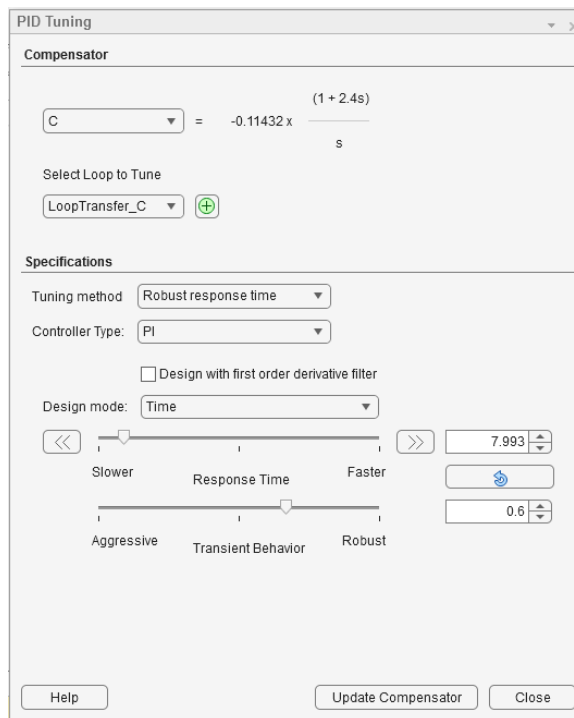 PID Tuning
Compensator
(1 + 2.4s)
C = -0.11432 x
s
Select Loop to Tune
LoopTransfer_C
Specifications
Tuning method Robust response time
Controller Type: PI
Design with first order derivative filter
Design mode: Time
7.993
Slower Response Time Faster
0.6
Aggressive Transient Behavior Robust
Help Update Compensator Close